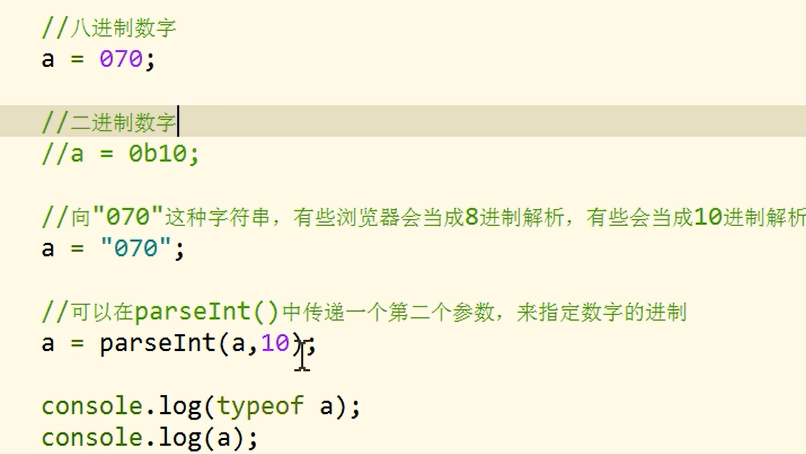 //八进制数字
a = 070;
//二进制数字
//a = 0b10;
//向"070"这种字符串，有些浏览器会当成8进制解析，有些会当成10进制解析
a = "070";
//可以在parseInt()中传递一个第二个参数，来指定数字的进制
a = parseInt(a,10);
console.log(typeof a);
console.log(a);